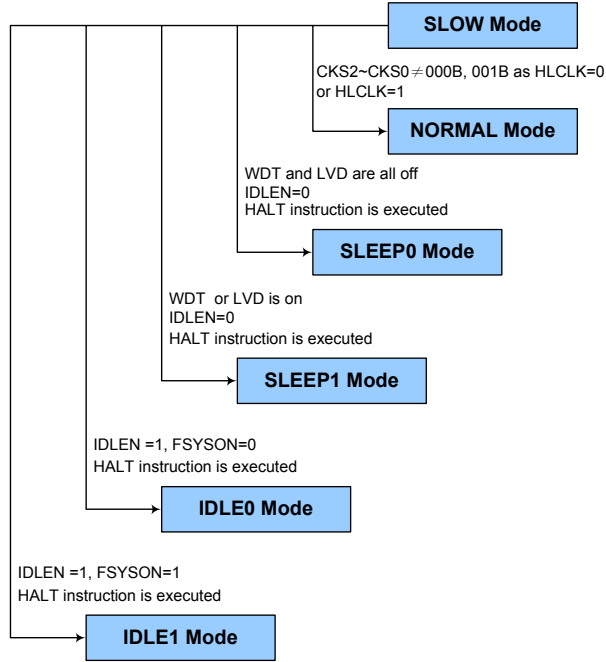 SLOW Mode
CKS2~CKS0≠000B, 001B as HLCLK=0
or HLCLK=1
NORMAL Mode
WDT and LVD are all off
IDLEN=0
HALT instruction is executed
SLEEP0 Mode
WDT or LVD is on
IDLEN=0
HALT instruction is executed
SLEEP1 Mode
IDLEN =1, FSYSON=0
HALT instruction is executed
IDLE0 Mode
IDLEN =1, FSYSON=1
HALT instruction is executed
IDLE1 Mode